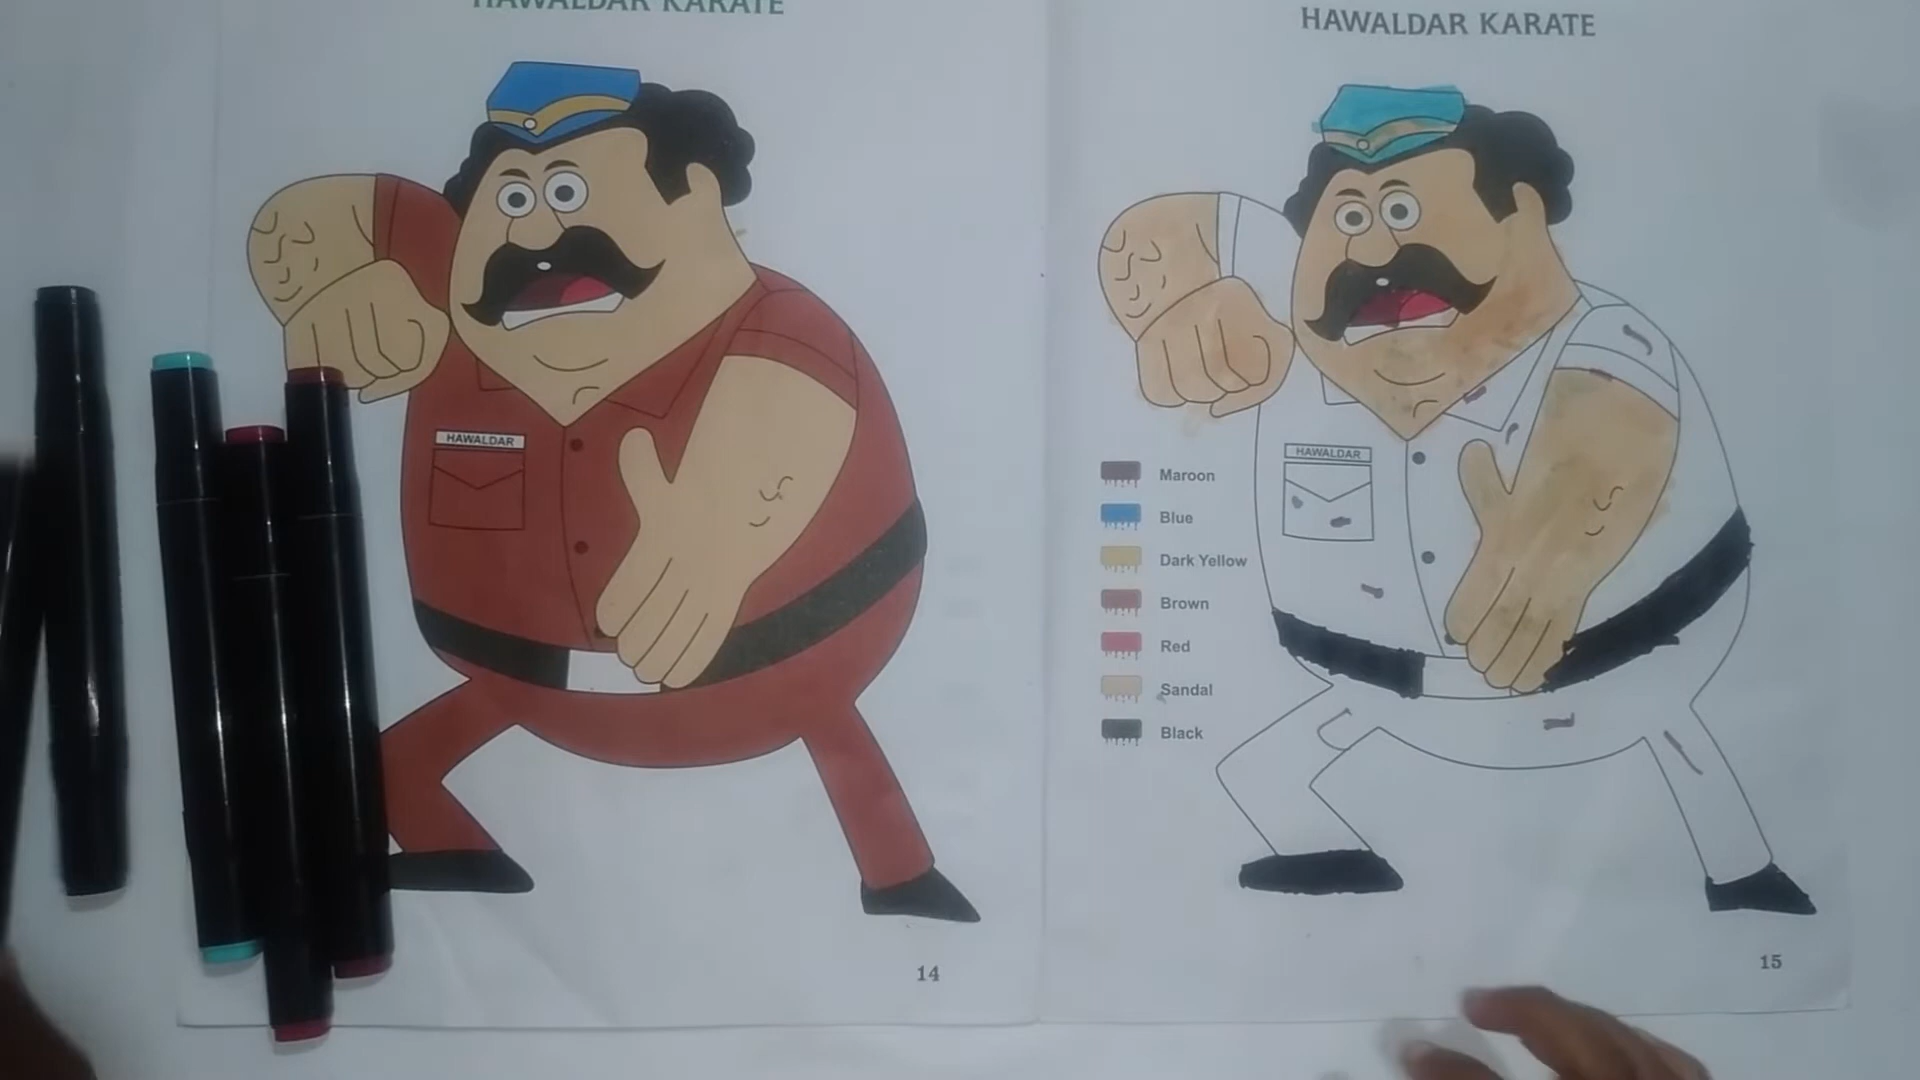 HAWALDAR KARATE
HAWALDAR
14
HAWALDAR KARATE
HAWALDAR
Maroon
Blue
Dark Yellow
Brown
Red
Sandal
Black
15